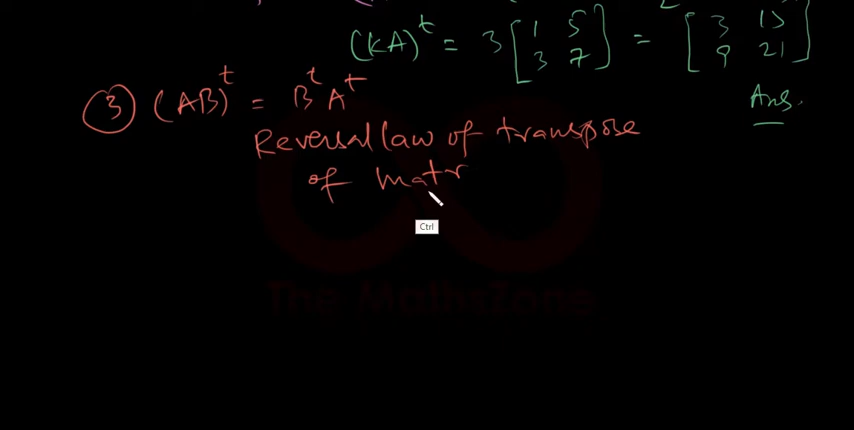 (KA)^t = 3 [1 5 3 7] = [3 15 9 21]
Ans.
3 (AB)^t = B^t A^t
Reversal law of transpose
of matr
Ctrl
The MathsZone